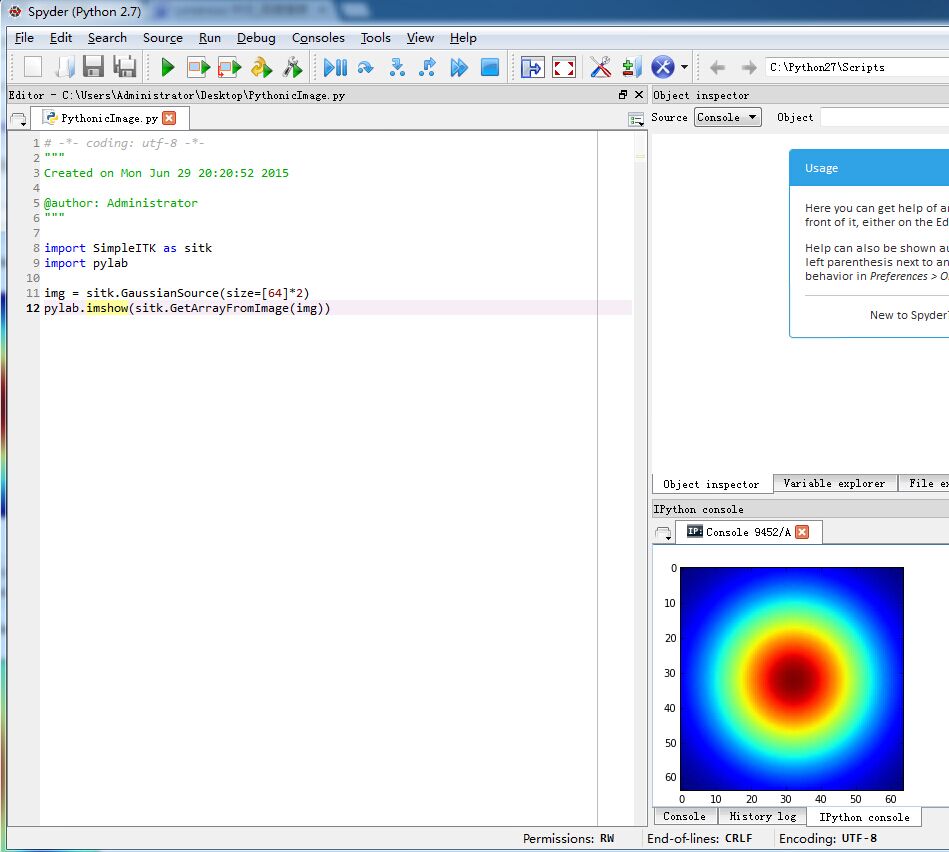 Spyder (Python 2.7)
File Edit Search Source Run Debug Consoles Tools View Help
C:\Python27\Scripts
Editor - C:\Users\Administrator\Desktop\PythonicImage.py
PythonicImage.py
1 # -*- coding: utf-8 -*-
2 """
3 Created on Mon Jun 29 20:20:52 2015
4
5 @author: Administrator
6 """
7
8 import SimpleITK as sitk
9 import pylab
10
11 img = sitk.GaussianSource(size=[64]*2)
12 pylab.imshow(sitk.GetArrayFromImage(img))
Object inspector
Source Console Object
Usage
Here you can get help of a
front of it, either on the Ed
Help can also be shown au
left parenthesis next to an
behavior in Preferences > O
New to Spyder?
Object inspector Variable explorer File ex
IPython console
IP: Console 9452/A
0
10
20
30
40
50
60
0 10 20 30 40 50 60
Console History log IPython console
Permissions: RW End-of-lines: CRLF Encoding: UTF-8